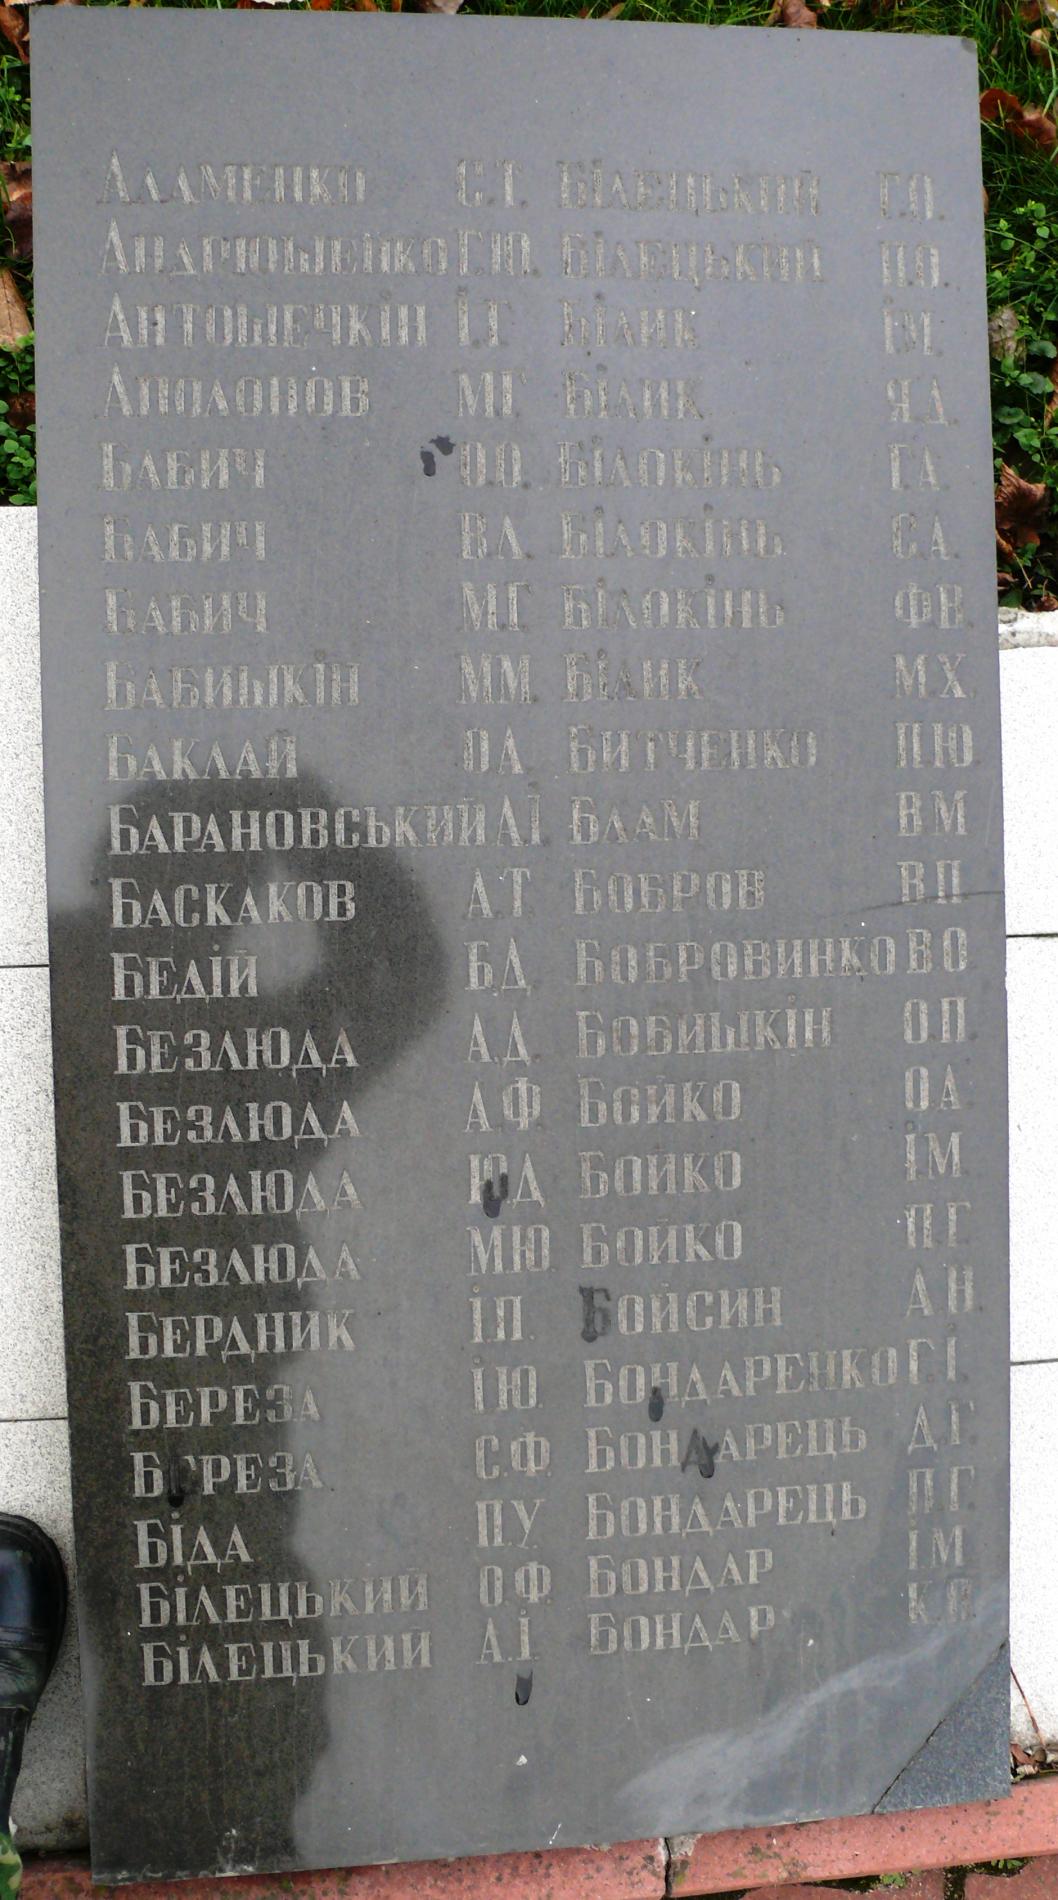 Адаменко С.Т.
Андрюшейко Г.Ю.
Антошечкін І.Г
Аполонов М.Г.
Бабич О.О.
Бабич В.Л.
Бабич М.Г.
Бабишкін М.М.
Баклай О.А.
Барановський А.І
Баскаков А.Т
Бедій Б.Д.
Безлюда А.Д.
Безлюда А.Ф.
Безлюда Ю.Д
Безлюда М.Ю.
Бердник І.П.
Береза І.Ю.
Береза С.Ф.
Біда П.У
Білецький О.Ф.
Білецький А.І.
Білецький Г.О.
Білецький П.О.
Білик І.М.
Білик Я.Д.
Білокінь Г.А.
Білокінь С.А.
Білокінь Ф.В.
Білик М.Х.
Битченко П.Ю
Блам В.М
Бобров В.П.
Бобровинко В.О
Бобишкін О.П.
Бойко О.А.
Бойко І.М.
Бойко П.Г.
Бойсин А.Н.
Бондаренко Г.І.
Бондарець Д.Г.
Бондарець П.Г.
Бондар І.М
Бондар К.Я.